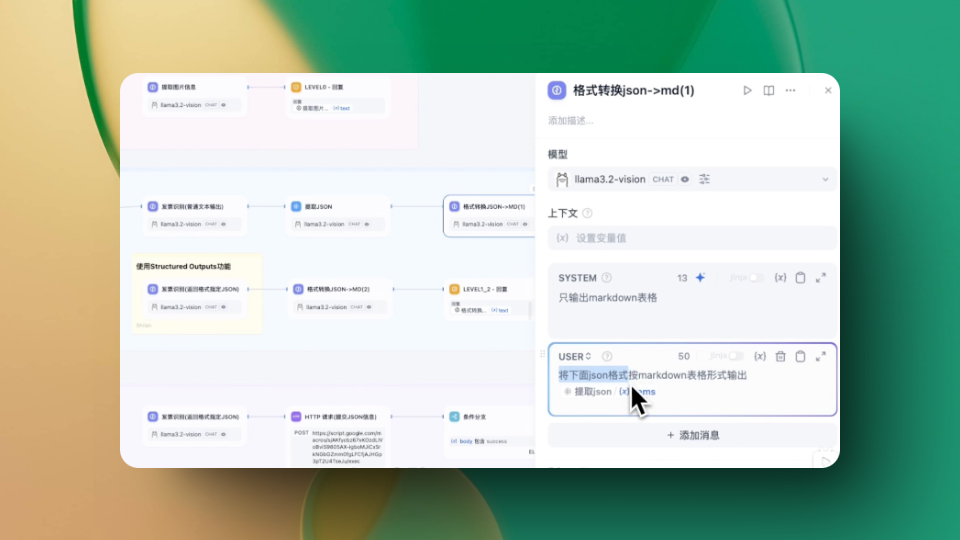 提取图片信息
llama3.2-vision CHAT
LEVEL0 - 回复
回复
提取图片... {x} text
发票识别(普通文本输出)
llama3.2-vision CHAT
提取JSON
llama3.2-vision CHAT
格式转换JSON->MD(1)
llama3.2-vision CHAT
使用Structured Outputs功能
发票识别(返回格式指定JSON)
llama3.2-vision CHAT
格式转换JSON->MD(2)
llama3.2-vision CHAT
LEVEL1_2 - 回复
回复
格式转换... {x} text
发票识别(返回格式指定JSON)
llama3.2-vision CHAT
HTTP 请求(提交JSON信息)
POST https://script.google.com/m
条件分支
{x} body 包含 success
EL
格式转换json->md(1)
添加描述...
模型
llama3.2-vision CHAT
上下文
{x} 设置变量值
SYSTEM 13 {x}
只输出markdown表格
USER 50 {x}
将下面json格式按markdown表格形式输出
提取json
+ 添加消息